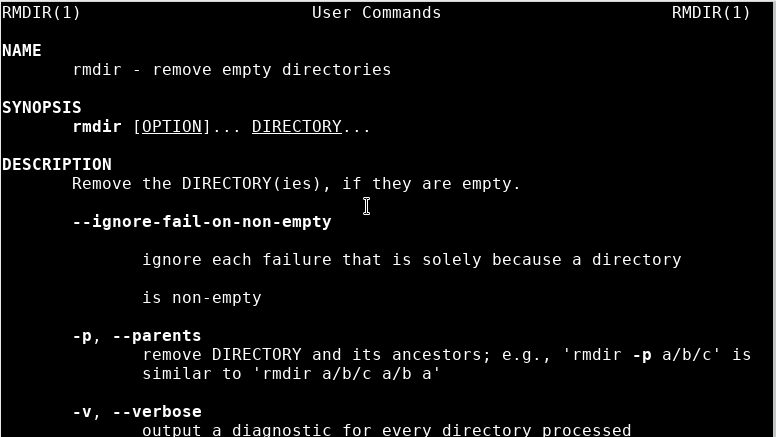 RMDIR(1) User Commands RMDIR(1)
NAME
rmdir - remove empty directories
SYNOPSIS
rmdir [OPTION]... DIRECTORY...
DESCRIPTION
Remove the DIRECTORY(ies), if they are empty.
--ignore-fail-on-non-empty
ignore each failure that is solely because a directory
is non-empty
-p, --parents
remove DIRECTORY and its ancestors; e.g., 'rmdir -p a/b/c' is
similar to 'rmdir a/b/c a/b a'
-v, --verbose
output a diagnostic for every directory processed